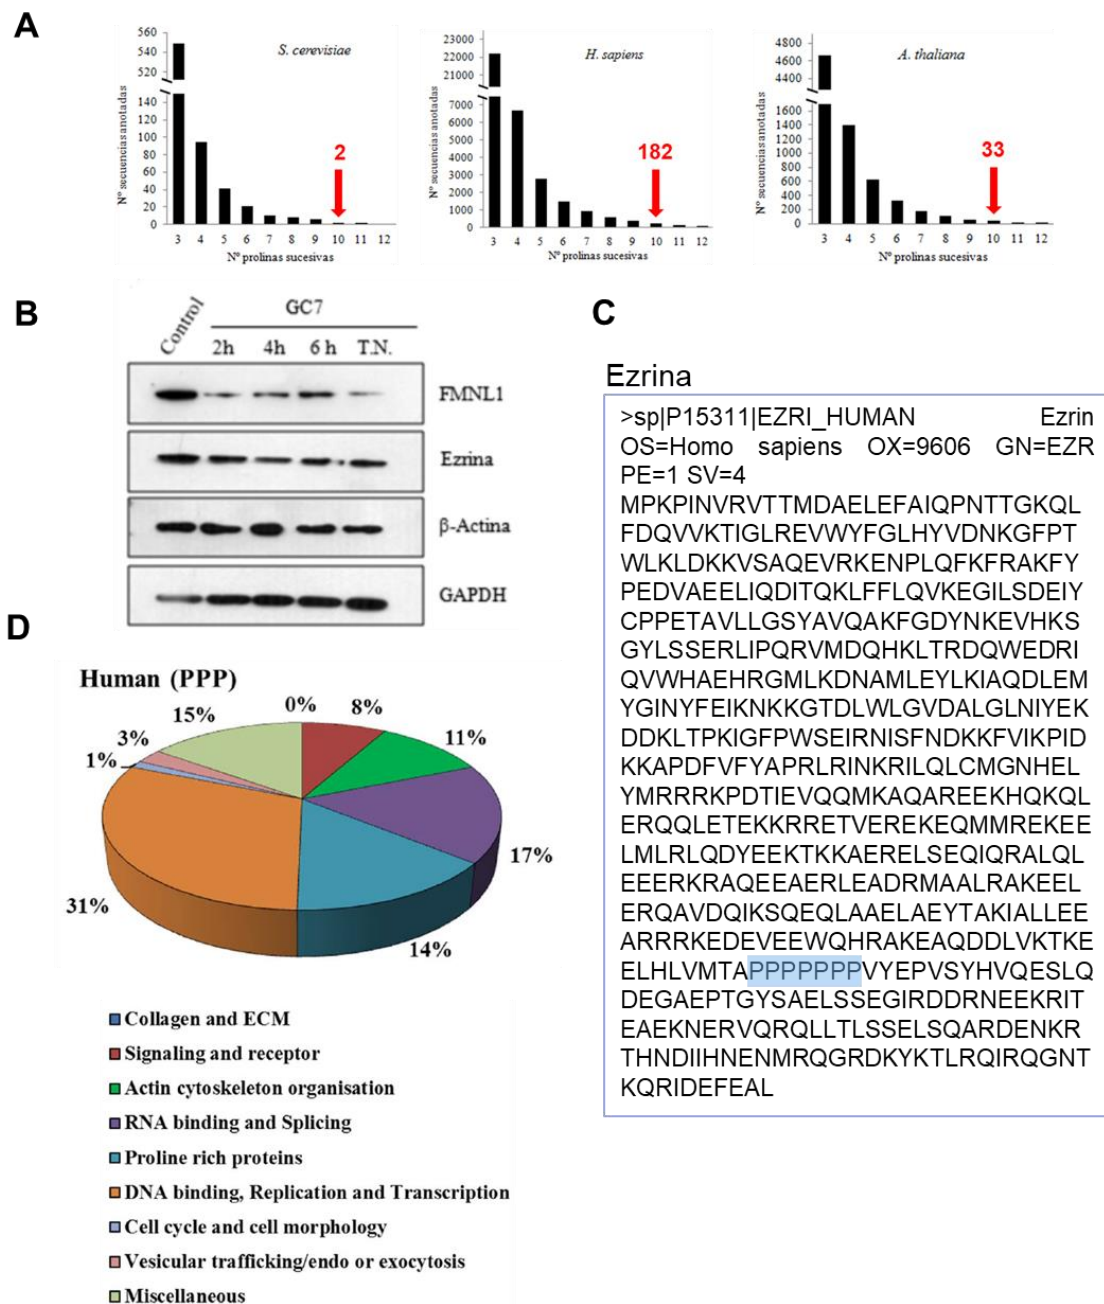 A
S. cerevisiae
Nº secuencias anotadas
560
540
520
140
120
100
80
60
40
20
0
2
3 4 5 6 7 8 9 10 11 12
Nº prolinas sucesivas
H. sapiens
Nº secuencias anotadas
23000
22000
21000
7000
6000
5000
4000
3000
2000
1000
0
182
3 4 5 6 7 8 9 10 11 12
Nº prolinas sucesivas
A. thaliana
Nº secuencias anotadas
4800
4600
4400
1600
1400
1200
1000
800
600
400
200
0
33
3 4 5 6 7 8 9 10 11 12
Nº prolinas sucesivas
B
Control
GC7
2h 4h 6 h T.N.
FMNL1
Ezrina
β-Actina
GAPDH
C
Ezrina
>sp|P15311|EZRI_HUMAN Ezrin
OS=Homo sapiens OX=9606 GN=EZR
PE=1 SV=4
MPKPINVRVTTMDAELEFAIQPNTTGKQL
FDQVVKTIGLREVWYFGLHYVDNKGFPT
WLKLDKKVSAQEVRKENPLQFKFRAKFY
PEDVAEELIQDITQKLFFLQVKEGILSDEIY
CPPETAVLLGSYAVQAKFGDYNKEVHKS
GYLSSERLIPQRVMDQHKLTRDQWEDRI
QVWHAEHRGMLKDNAMLEYLKIAQDLEM
YGINYFEIKNKKGTDLWLGVDALGLNIYEK
DDKLTPKIGFPWSEIRNISFNDKKFVIKPID
KKAPDFVFYAPRLRINKRILQLCMGNHEL
YMRRRKPDTIEVQQMKAQAREEKHQKQL
ERQQLETEKKRRETVEREKEQMMREKEE
LMLRLQDYEEKTKKAERELSEQIQRALQL
EEERKRAQEEAERLEADRMAALRAKEEL
ERQAVDQIKSQEQLAAELAEYTAKIALLEE
ARRRKEDEVEEWQHRAKEAQDDLVKTKE
ELHLVMTAPPPPPPPVYEPVSYHVQESLQ
DEGAEPTGYSAELSSEGIRDDRNEEKRIT
EAEKNERVQRQLLTLSSELSQARDENKR
THNDIIHNENMRQGRDKYKTLRQIRQGNT
KQRIDEFEAL
D
Human (PPP)
0%
8%
11%
17%
14%
31%
1%
3%
15%
Collagen and ECM
Signaling and receptor
Actin cytoskeleton organisation
RNA binding and Splicing
Proline rich proteins
DNA binding, Replication and Transcription
Cell cycle and cell morphology
Vesicular trafficking/endo or exocytosis
Miscellaneous